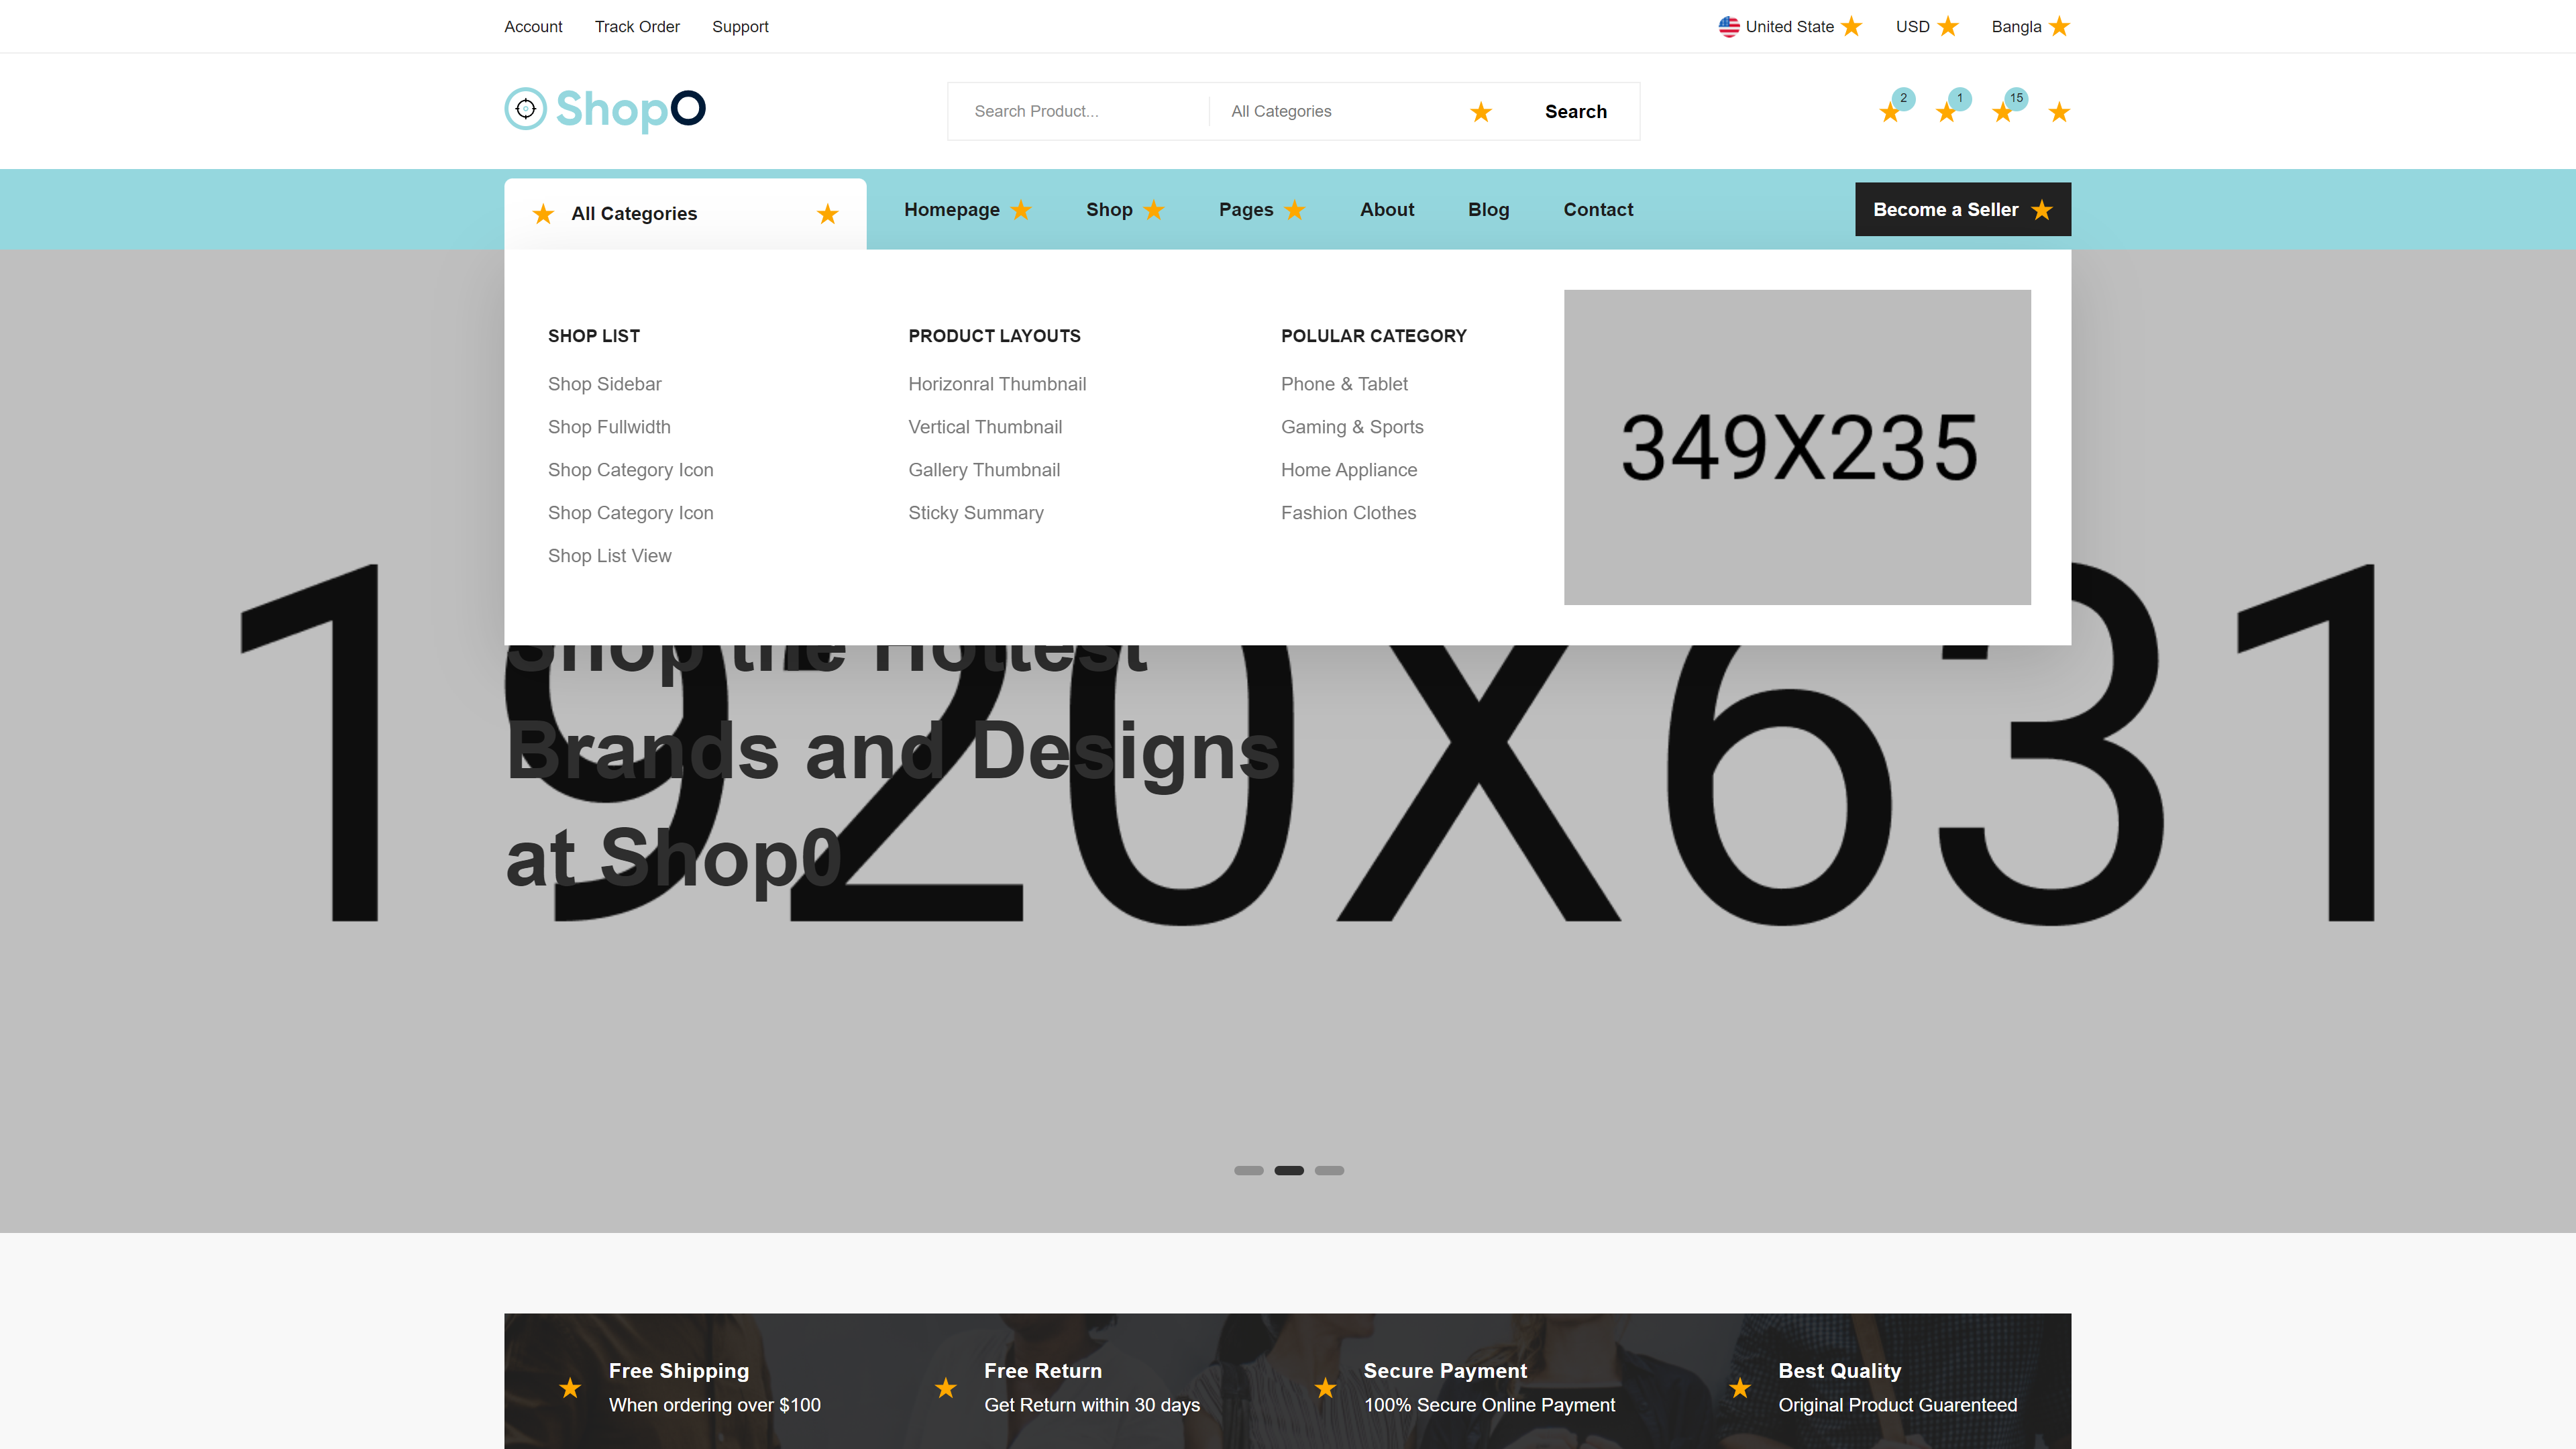 Account Track Order Support United State USD Bangla
ShopO Search Product... All Categories Search 2 1 15
All Categories Homepage Shop Pages About Blog Contact Become a Seller
SHOP LIST
Shop Sidebar
Shop Fullwidth
Shop Category Icon
Shop Category Icon
Shop List View
PRODUCT LAYOUTS
Horizonral Thumbnail
Vertical Thumbnail
Gallery Thumbnail
Sticky Summary
POLULAR CATEGORY
Phone & Tablet
Gaming & Sports
Home Appliance
Fashion Clothes
349X235
1920X631
Shop the Hottest
Brands and Designs
at Shop0
Free Shipping
When ordering over $100
Free Return
Get Return within 30 days
Secure Payment
100% Secure Online Payment
Best Quality
Original Product Guarenteed